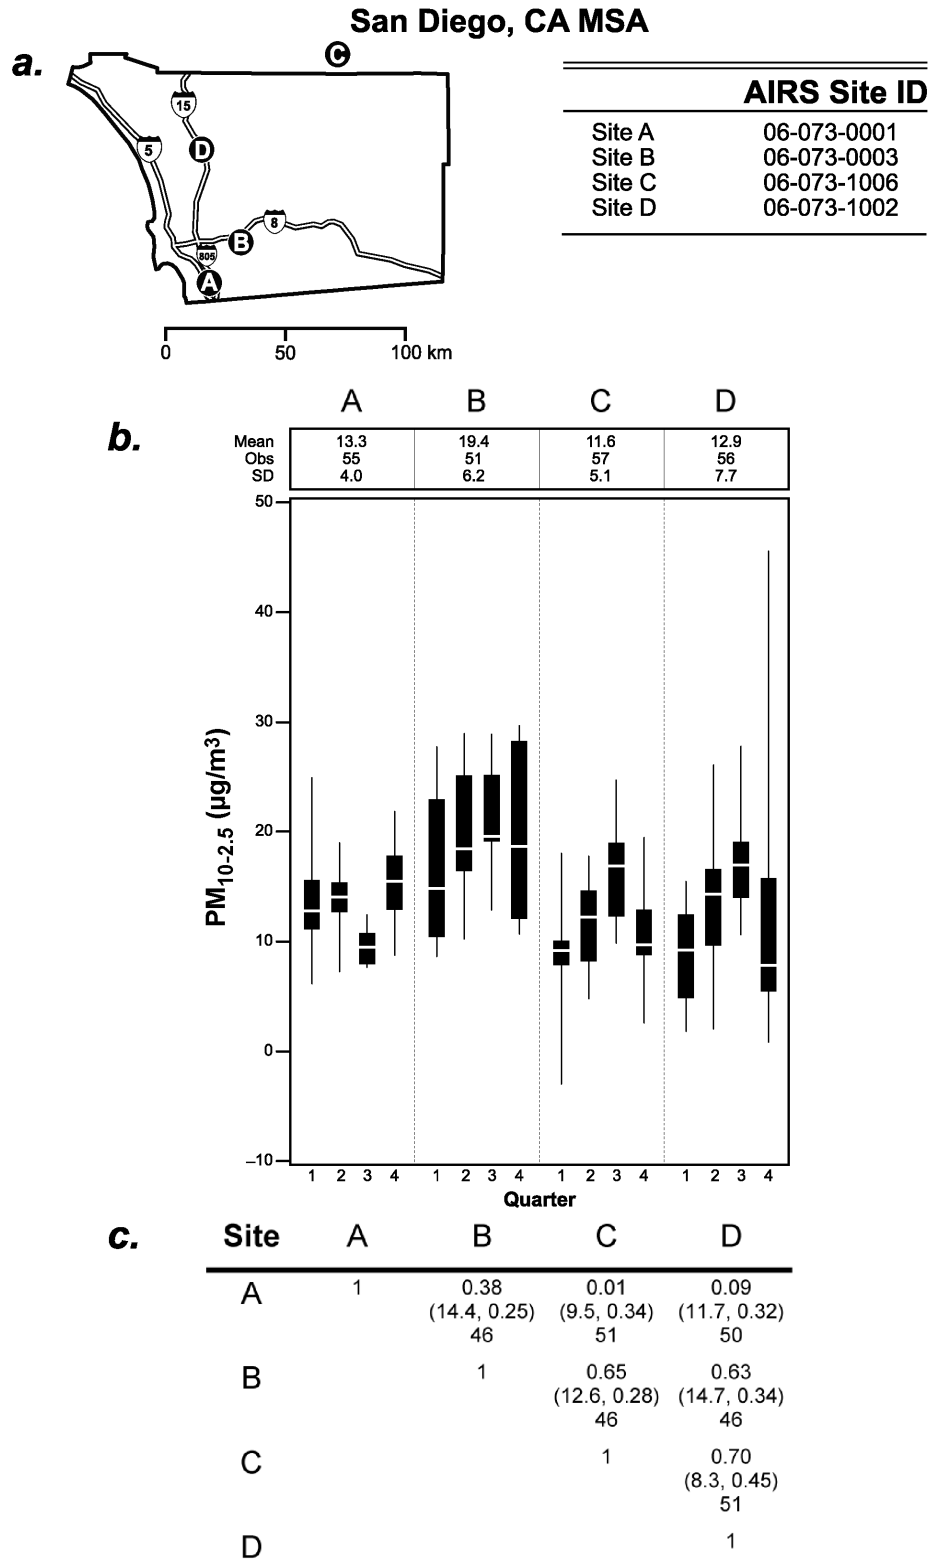 San Diego, CA MSA
a.
C
15
D
5
8
B
805
A
0 50 100 km
AIRS Site ID
Site A 06-073-0001
Site B 06-073-0003
Site C 06-073-1006
Site D 06-073-1002
b.
A B C D
Mean 13.3 19.4 11.6 12.9
Obs 55 51 57 56
SD 4.0 6.2 5.1 7.7
50
40
30
20
10
0
–10
PM10-2.5 (µg/m³)
1 2 3 4 1 2 3 4 1 2 3 4 1 2 3 4
Quarter
c.
Site A B C D
A 1 0.38 0.01 0.09
(14.4, 0.25) (9.5, 0.34) (11.7, 0.32)
46 51 50
B 1 0.65 0.63
(12.6, 0.28) (14.7, 0.34)
46 46
C 1 0.70
(8.3, 0.45)
51
D 1